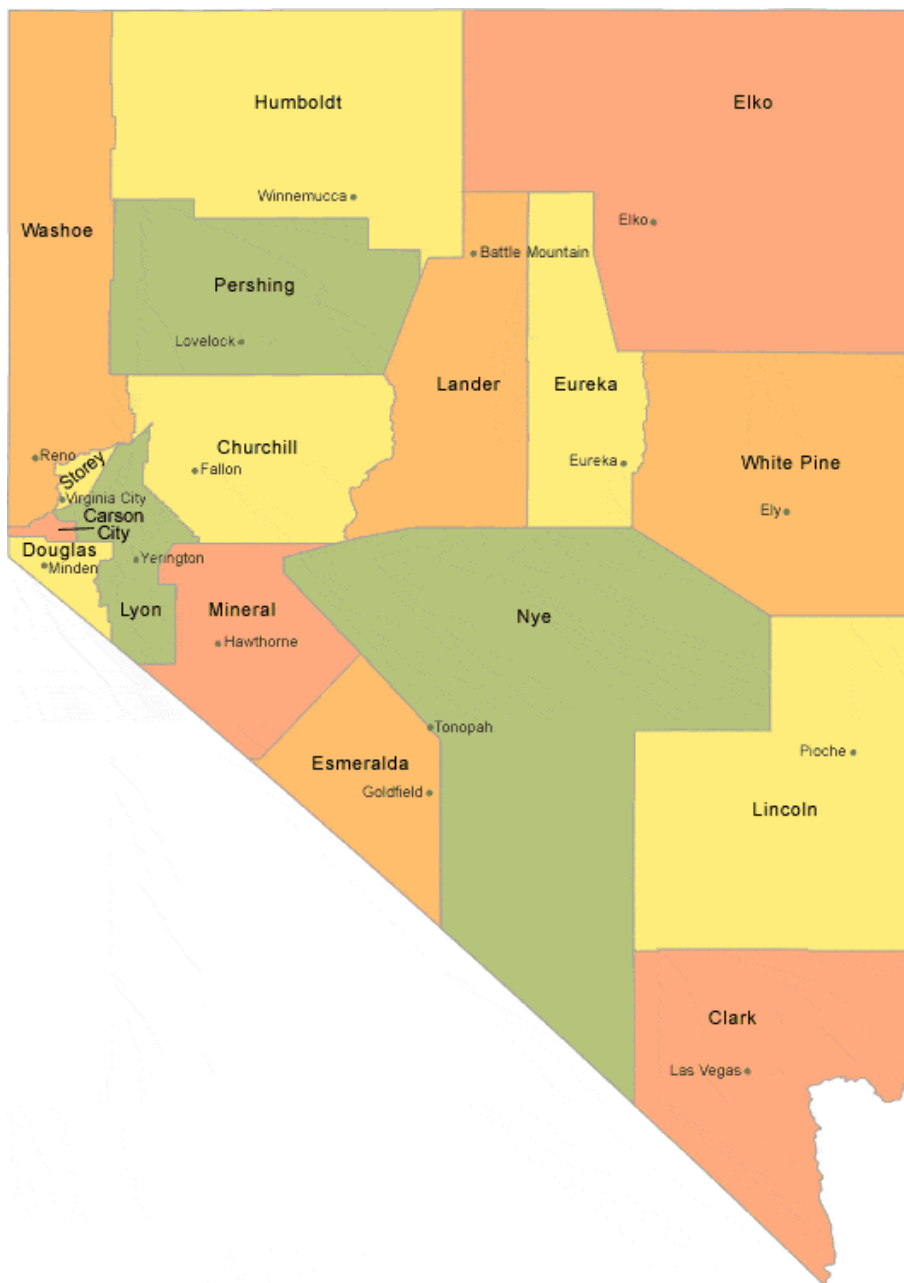 Humboldt
Elko
Winnemucca
Washoe
Elko
Battle Mountain
Pershing
Lovelock
Lander
Eureka
Churchill
Reno
Storey
Fallon
Eureka
White Pine
Virginia City
Ely
Carson
City
Douglas
Minden
Yerington
Lyon
Mineral
Nye
Hawthorne
Tonopah
Pioche
Esmeralda
Goldfield
Lincoln
Clark
Las Vegas